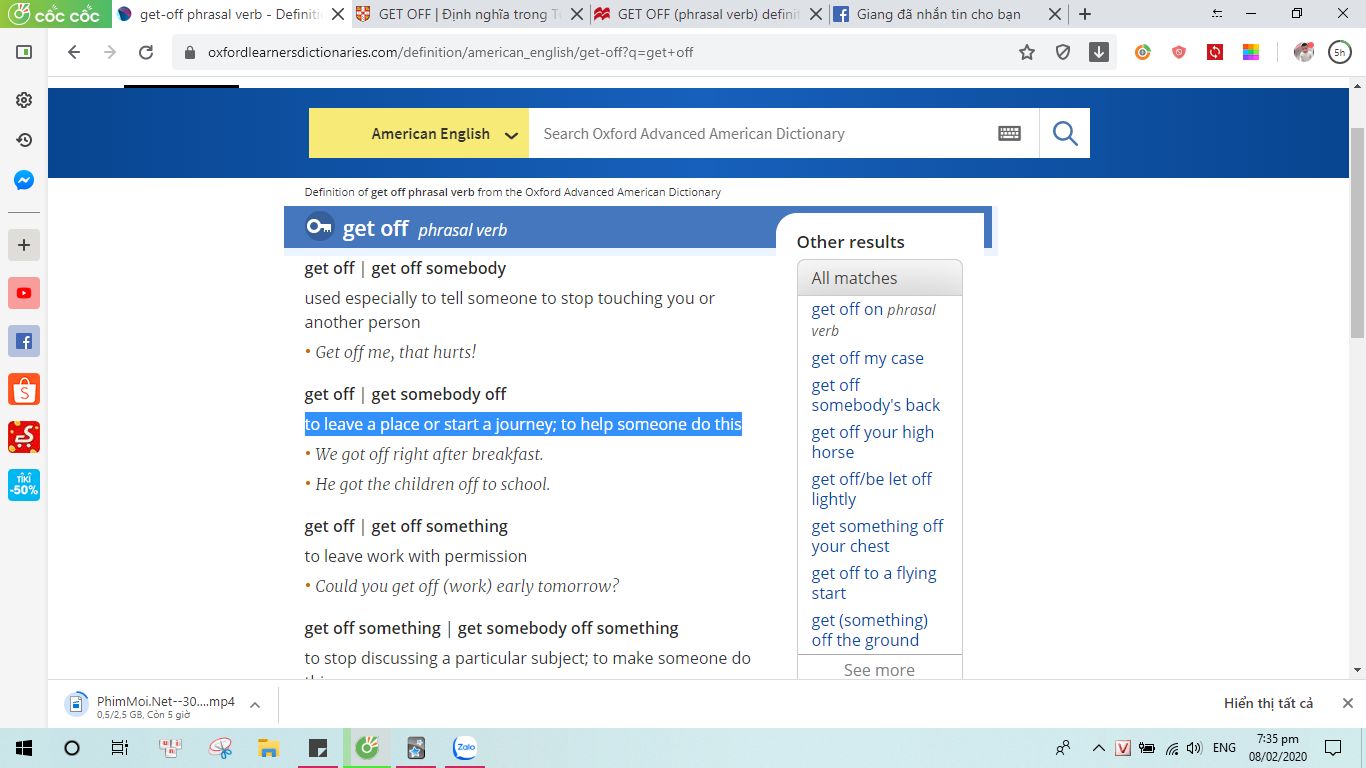 cốc cốc
get-off phrasal verb - Definiti
GET OFF | Định nghĩa trong T
GET OFF (phrasal verb) defini
Giang đã nhắn tin cho bạn
oxfordlearnersdictionaries.com/definition/american_english/get-off?q=get+off
5h
American English
Search Oxford Advanced American Dictionary
Definition of get off phrasal verb from the Oxford Advanced American Dictionary
get off phrasal verb
get off | get off somebody
used especially to tell someone to stop touching you or
another person
• Get off me, that hurts!
get off | get somebody off
to leave a place or start a journey; to help someone do this
• We got off right after breakfast.
• He got the children off to school.
get off | get off something
to leave work with permission
• Could you get off (work) early tomorrow?
get off something | get somebody off something
to stop discussing a particular subject; to make someone do
Other results
All matches
get off on phrasal
verb
get off my case
get off
somebody's back
get off your high
horse
get off/be let off
lightly
get something off
your chest
get off to a flying
start
get (something)
off the ground
See more
TIKI
-50%
PhimMoi.Net--30....mp4
0,5/2,5 GB, Còn 5 giờ
Hiển thị tất cả
Zalo
V
ENG
7:35 pm
08/02/2020